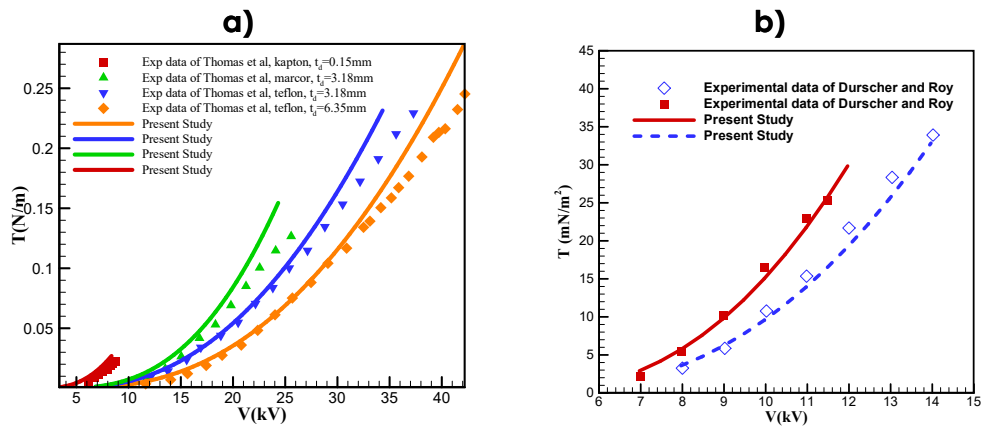 a)
Exp data of Thomas et al, kapton, td=0.15mm
Exp data of Thomas et al, marcor, td=3.18mm
Exp data of Thomas et al, teflon, td=3.18mm
Exp data of Thomas et al, teflon, td=6.35mm
Present Study
Present Study
Present Study
Present Study
0.25
0.2
0.15
0.1
0.05
T(N/m)
5 10 15 20 25 30 35 40
V(kV)
b)
Experimental data of Durscher and Roy
Experimental data of Durscher and Roy
Present Study
Present Study
45
40
35
30
25
20
15
10
5
0
T (mN/m²)
6 7 8 9 10 11 12 13 14 15
V(kV)